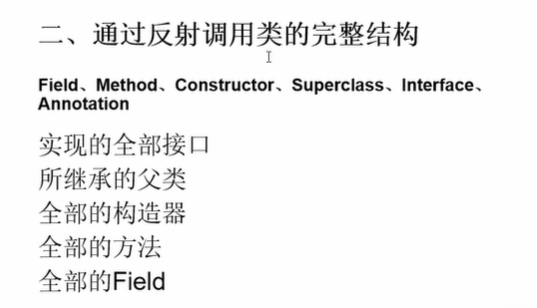 二、通过反射调用类的完整结构
Field、Method、Constructor、Superclass、Interface、
Annotation
实现的全部接口
所继承的父类
全部的构造器
全部的方法
全部的Field